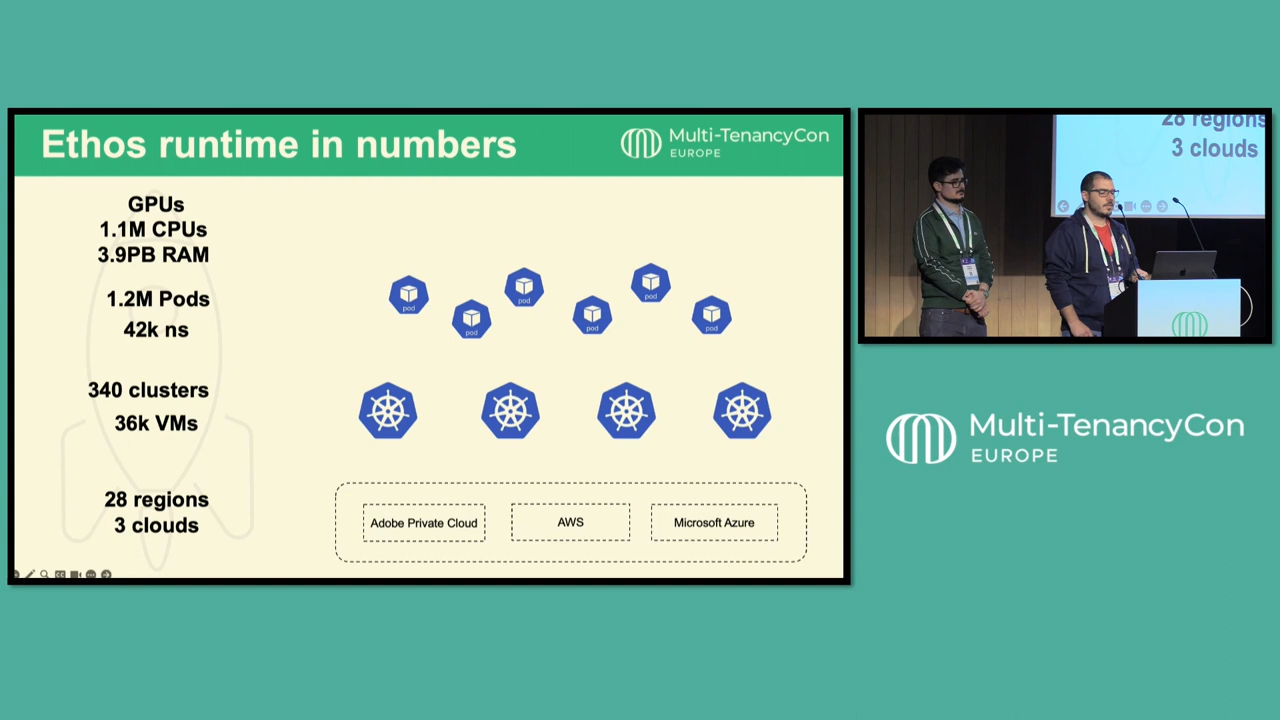 Ethos runtime in numbers
Multi-TenancyCon
EUROPE
GPUs
1.1M CPUs
3.9PB RAM
1.2M Pods
42k ns
340 clusters
36k VMs
28 regions
3 clouds
pod
pod
pod
pod
pod
pod
Adobe Private Cloud
AWS
Microsoft Azure
28 regions
3 clouds
Multi-TenancyCon
EUROPE